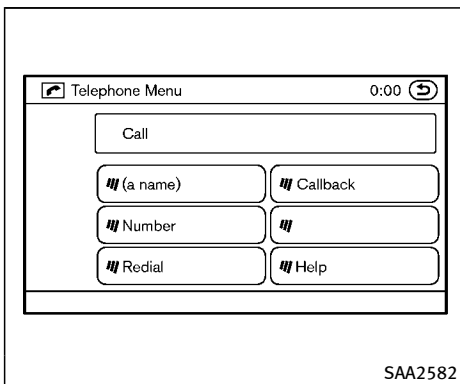 Telephone Menu 0:00
Call
(a name) Callback
Number
Redial Help
SAA2582